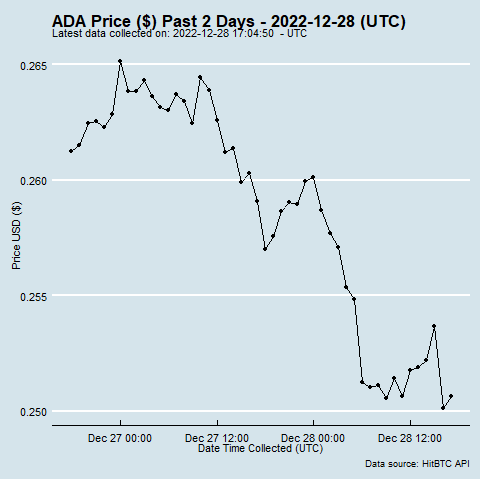 ADA Price ($) Past 2 Days - 2022-12-28 (UTC)
Latest data collected on: 2022-12-28 17:04:50 - UTC
0.265
0.260
0.255
0.250
Price USD ($)
Dec 27 00:00 Dec 27 12:00 Dec 28 00:00 Dec 28 12:00
Date Time Collected (UTC)
Data source: HitBTC API